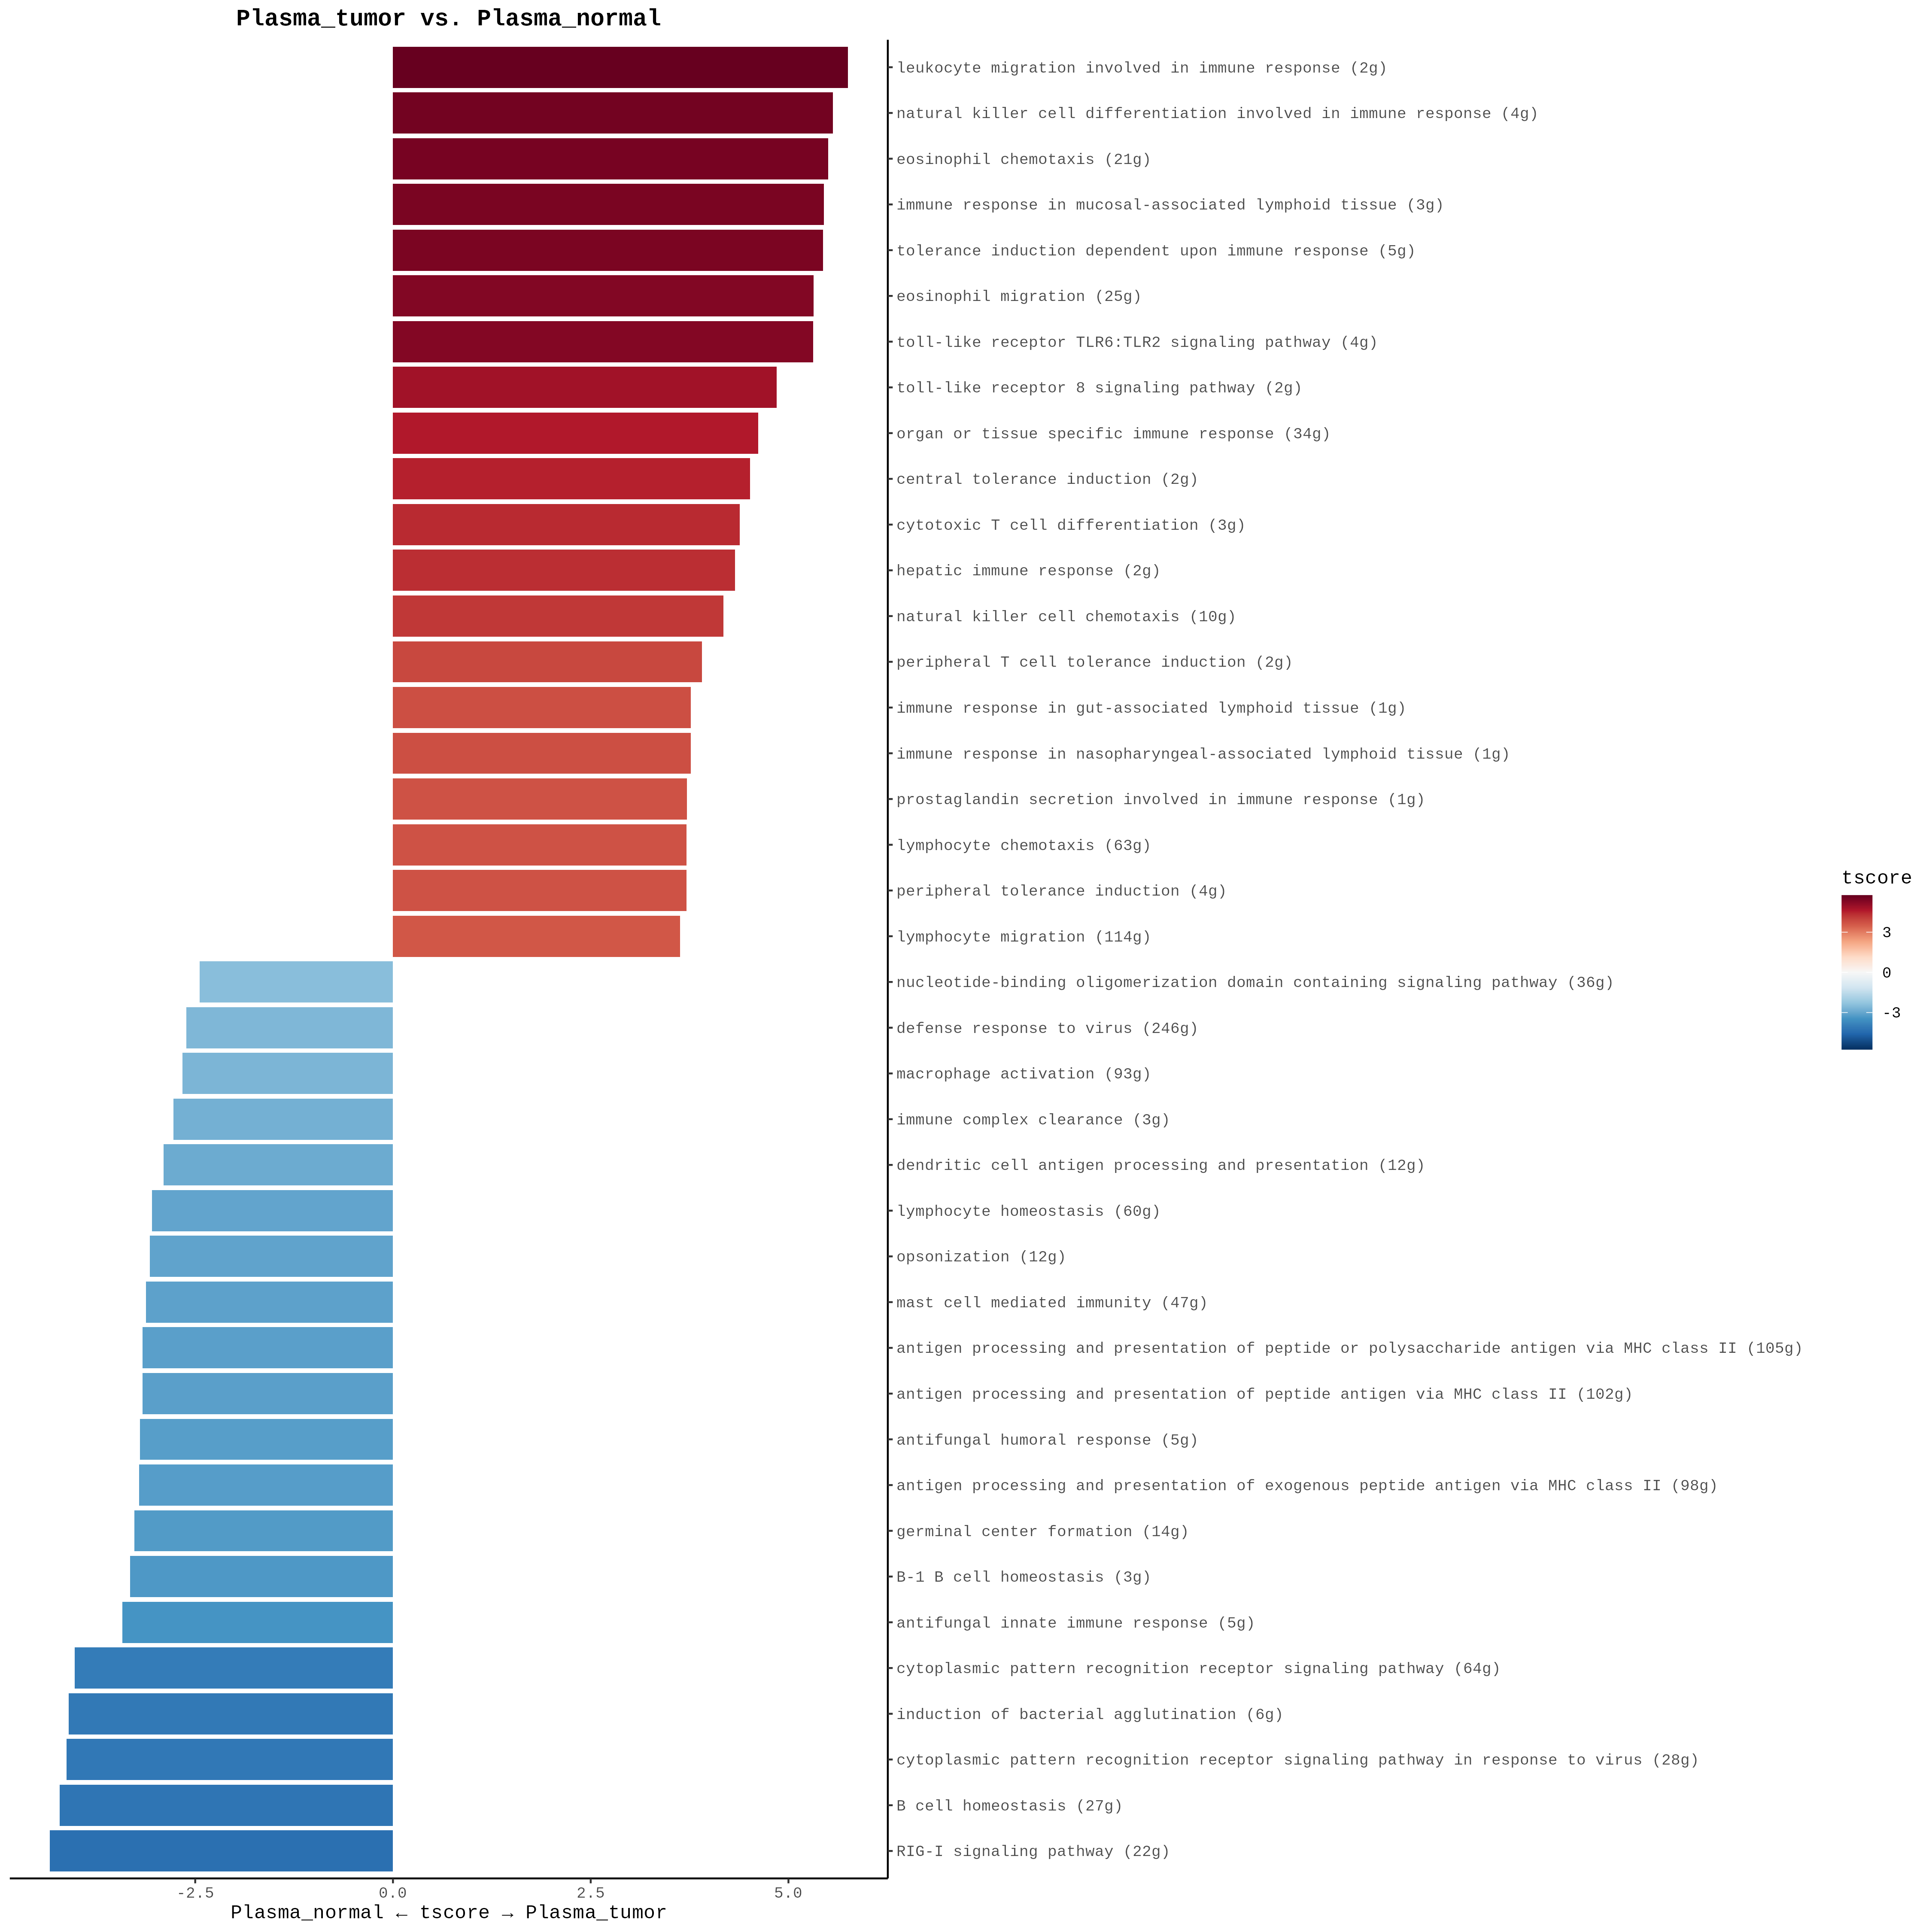 Plasma_tumor vs. Plasma_normal
leukocyte migration involved in immune response (2g)
natural killer cell differentiation involved in immune response (4g)
eosinophil chemotaxis (21g)
immune response in mucosal-associated lymphoid tissue (3g)
tolerance induction dependent upon immune response (5g)
eosinophil migration (25g)
toll-like receptor TLR6:TLR2 signaling pathway (4g)
toll-like receptor 8 signaling pathway (2g)
organ or tissue specific immune response (34g)
central tolerance induction (2g)
cytotoxic T cell differentiation (3g)
hepatic immune response (2g)
natural killer cell chemotaxis (10g)
peripheral T cell tolerance induction (2g)
immune response in gut-associated lymphoid tissue (1g)
immune response in nasopharyngeal-associated lymphoid tissue (1g)
prostaglandin secretion involved in immune response (1g)
lymphocyte chemotaxis (63g)
peripheral tolerance induction (4g)
lymphocyte migration (114g)
nucleotide-binding oligomerization domain containing signaling pathway (36g)
defense response to virus (246g)
macrophage activation (93g)
immune complex clearance (3g)
dendritic cell antigen processing and presentation (12g)
lymphocyte homeostasis (60g)
opsonization (12g)
mast cell mediated immunity (47g)
antigen processing and presentation of peptide or polysaccharide antigen via MHC class II (105g)
antigen processing and presentation of peptide antigen via MHC class II (102g)
antifungal humoral response (5g)
antigen processing and presentation of exogenous peptide antigen via MHC class II (98g)
germinal center formation (14g)
B-1 B cell homeostasis (3g)
antifungal innate immune response (5g)
cytoplasmic pattern recognition receptor signaling pathway (64g)
induction of bacterial agglutination (6g)
cytoplasmic pattern recognition receptor signaling pathway in response to virus (28g)
B cell homeostasis (27g)
RIG-I signaling pathway (22g)
-2.5 0.0 2.5 5.0
Plasma_normal ← tscore → Plasma_tumor
tscore
3
0
-3